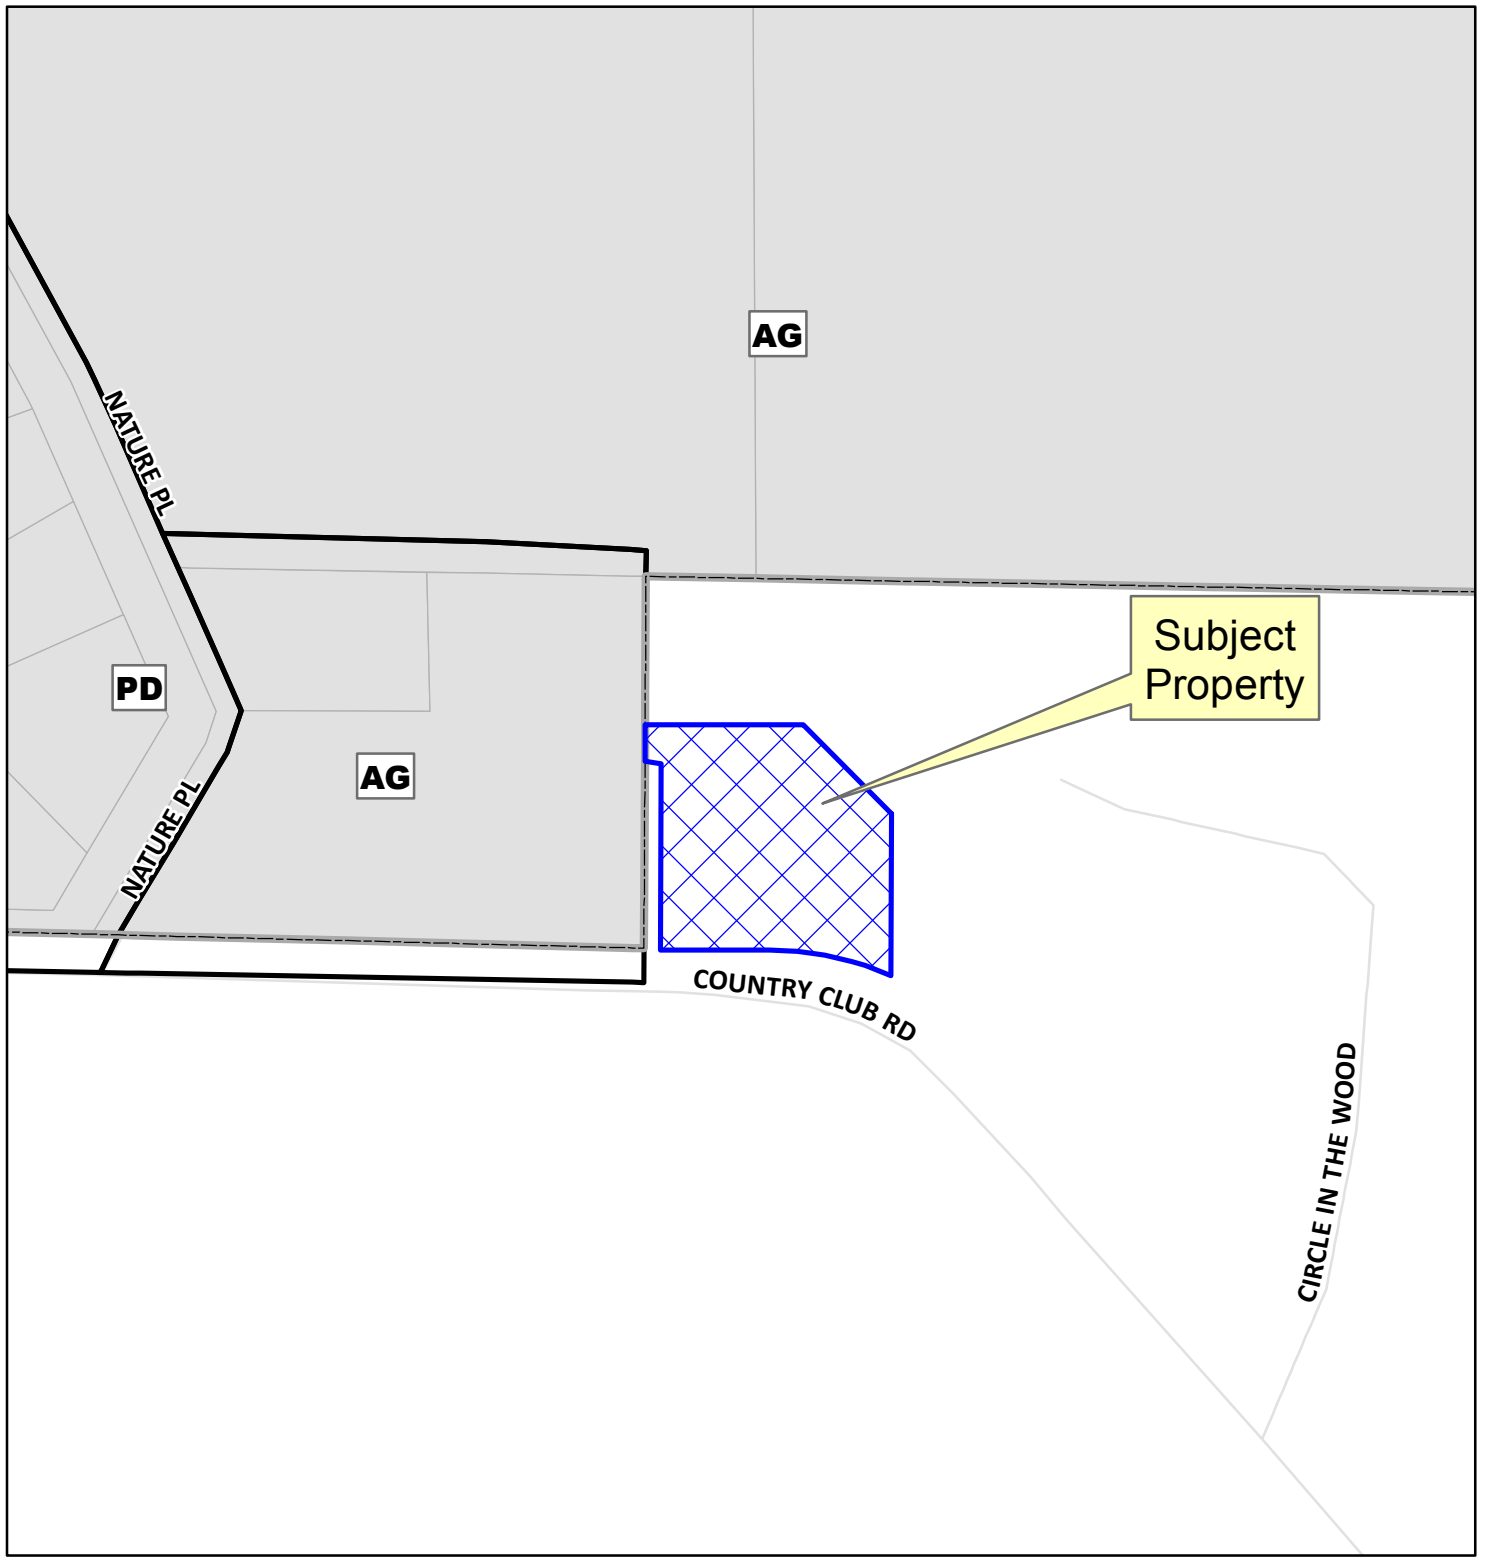 AG
NATURE PL
Subject
Property
PD
AG
NATURE PL
COUNTRY CLUB RD
CIRCLE IN THE WOOD